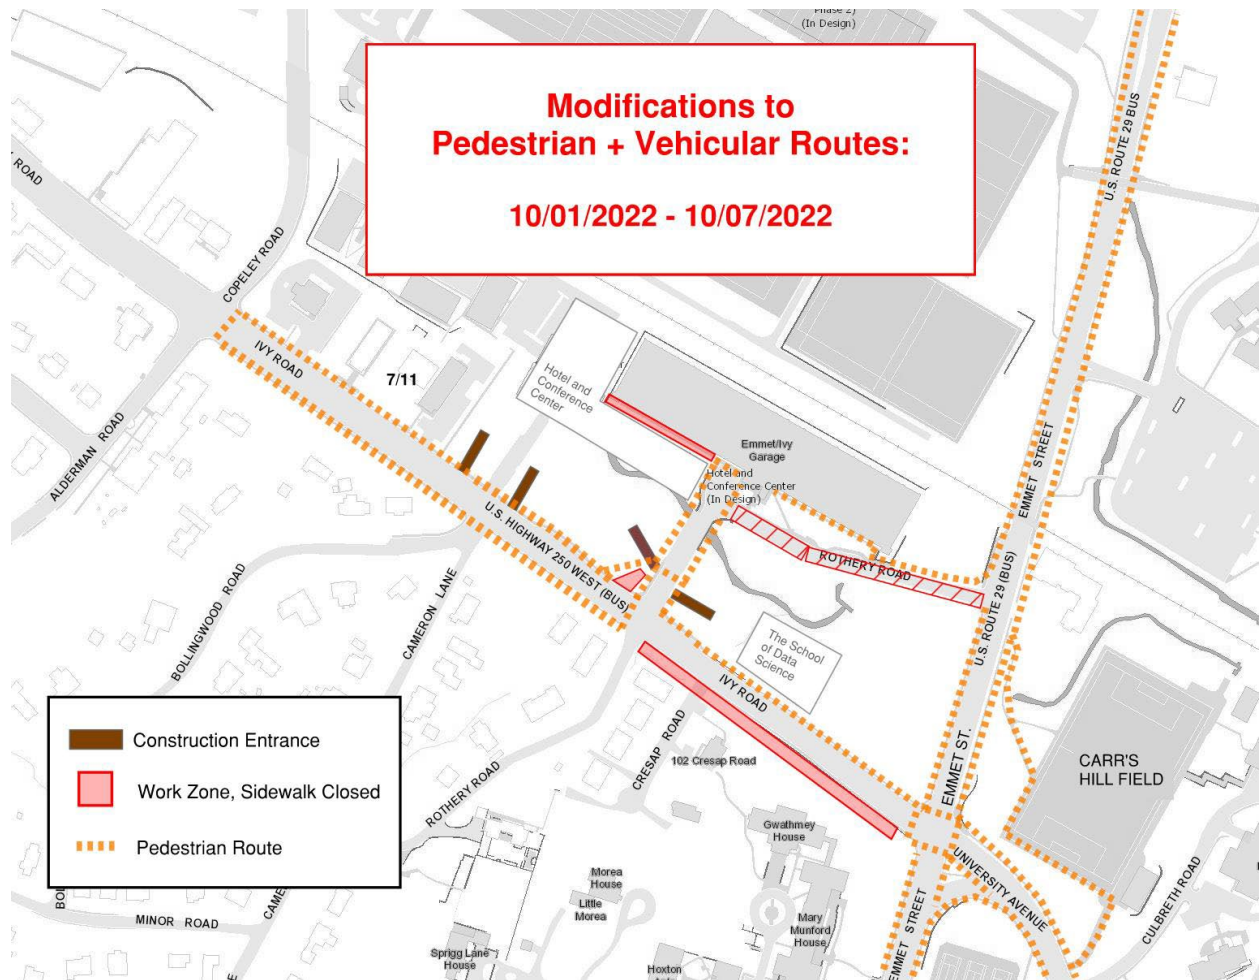 Phase 2)
(In Design)
Modifications to
Pedestrian + Vehicular Routes:
10/01/2022 - 10/07/2022
ROAD
COPELEY ROAD
U.S. ROUTE 29 BUS
IVY ROAD
7/11
Hotel and
Conference
Center
ALDERMAN ROAD
Emmet/Ivy
Garage
Hotel and
Conference Center
(In Design)
EMMET STREET
U.S. HIGHWAY 250 WEST (BUS)
ROTHERY ROAD
U.S. ROUTE 29 (BUS)
BOLLINGWOOD ROAD
CAMERON LANE
The School
of Data
Science
IVY ROAD
EMMET ST.
CARR'S
HILL FIELD
CRESAP ROAD
102 Cresap Road
ROTHERY ROAD
Gwathmey
House
Construction Entrance
Work Zone, Sidewalk Closed
Pedestrian Route
UNIVERSITY AVENUE
CULBRETH ROAD
Morea
House
Little
Morea
Mary
Munford
House
EMMET STREET
MINOR ROAD
Sprigg Lane
House
Hoxton